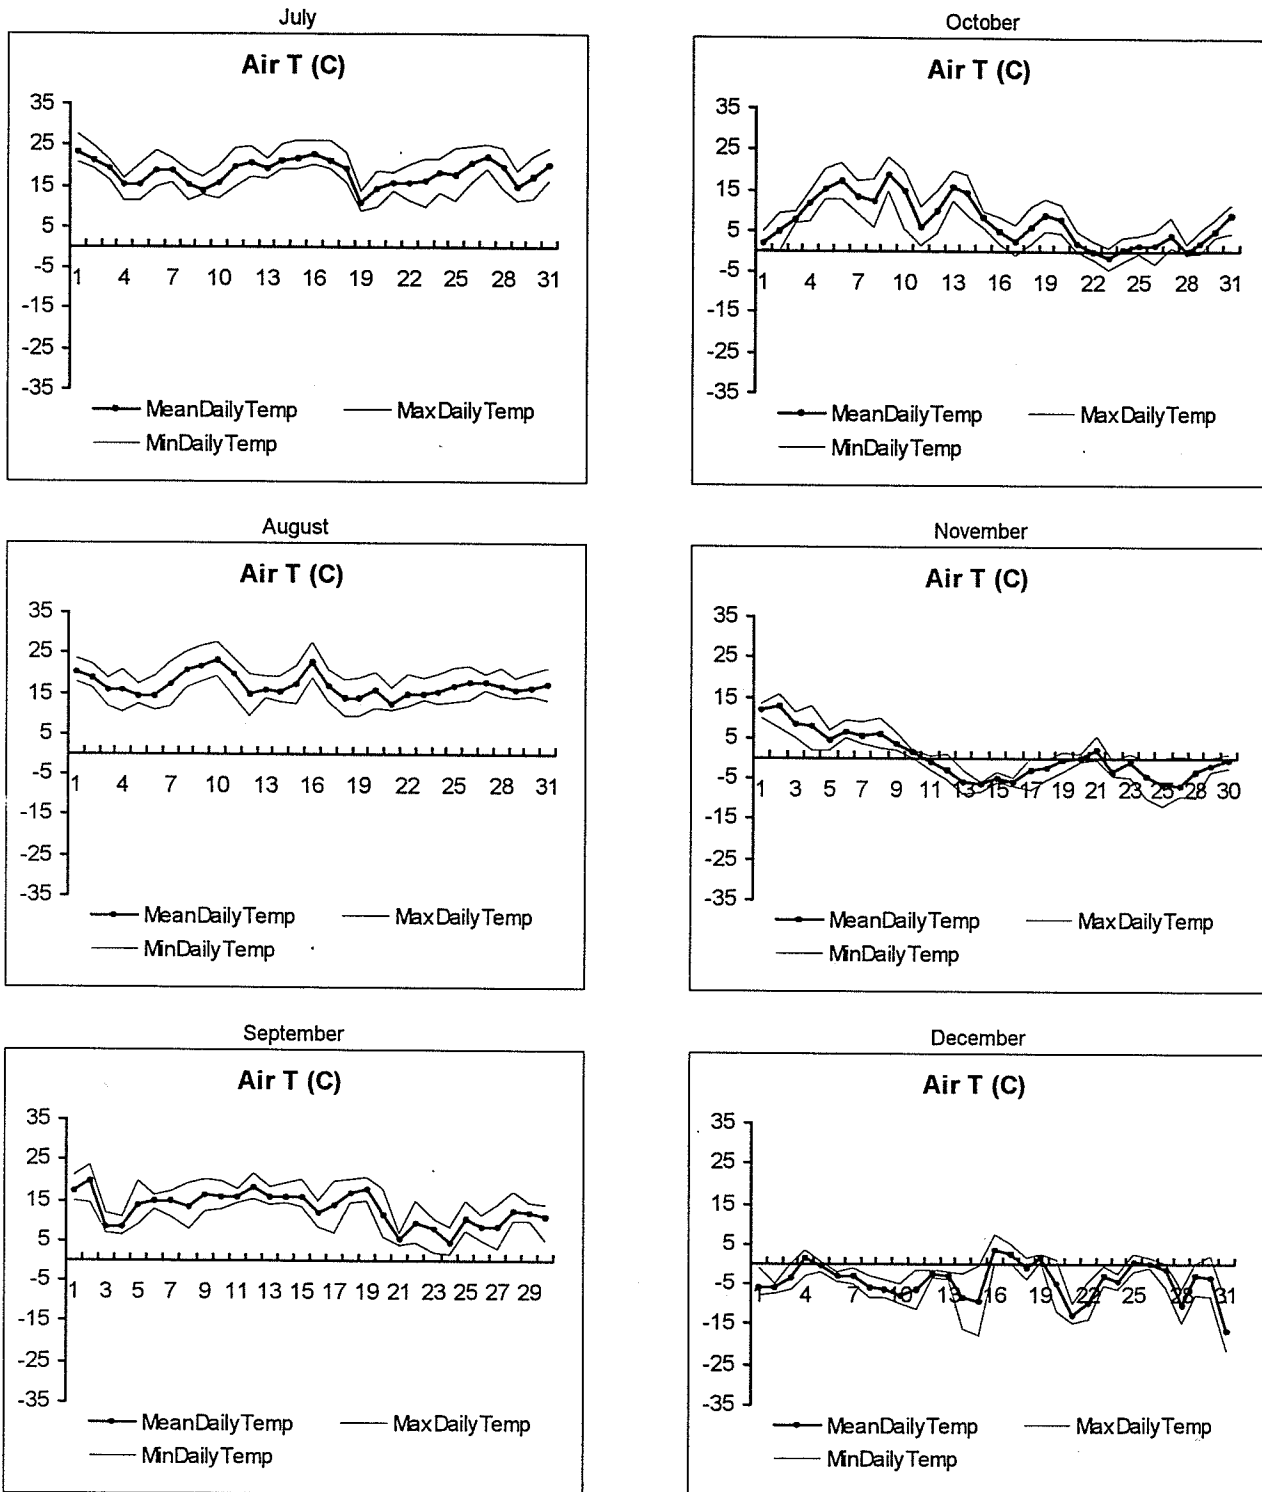 July
Air T (C)
35
25
15
5
-5
-15
-25
-35
1 4 7 10 13 16 19 22 25 28 31
MeanDailyTemp MaxDailyTemp
MinDailyTemp
October
Air T (C)
35
25
15
5
-5
-15
-25
-35
1 4 7 10 13 16 19 22 25 28 31
MeanDailyTemp MaxDailyTemp
MinDailyTemp
August
Air T (C)
35
25
15
5
-5
-15
-25
-35
1 4 7 10 13 16 19 22 25 28 31
MeanDailyTemp MaxDailyTemp
MinDailyTemp
November
Air T (C)
35
25
15
5
-5
-15
-25
-35
1 3 5 7 9 11 13 15 17 19 21 23 25 28 30
MeanDailyTemp MaxDailyTemp
MinDailyTemp
September
Air T (C)
35
25
15
5
-5
-15
-25
-35
1 3 5 7 9 11 13 15 17 19 21 23 25 27 29
MeanDailyTemp MaxDailyTemp
MinDailyTemp
December
Air T (C)
35
25
15
5
-5
-15
-25
-35
1 4 7 10 13 16 19 22 25 28 31
MeanDailyTemp MaxDailyTemp
MinDailyTemp